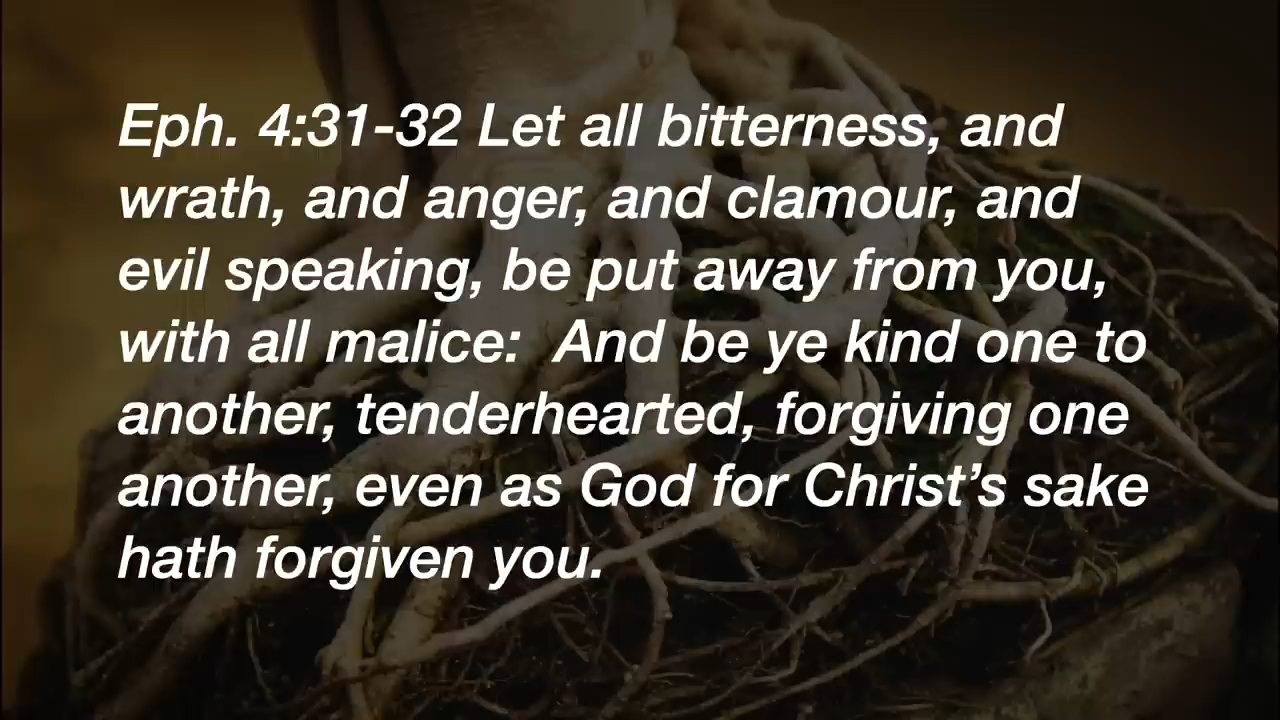 Eph. 4:31-32 Let all bitterness, and
wrath, and anger, and clamour, and
evil speaking, be put away from you,
with all malice:  And be ye kind one to
another, tenderhearted, forgiving one
another, even as God for Christ’s sake
hath forgiven you.